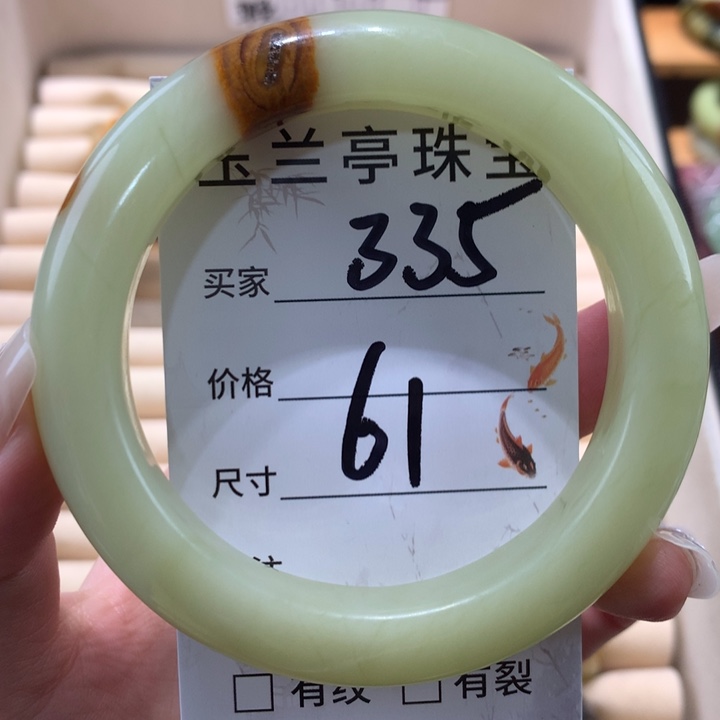 玉兰亭珠宝
买家 335
价格
尺寸 61
□ 有纹 □ 有裂